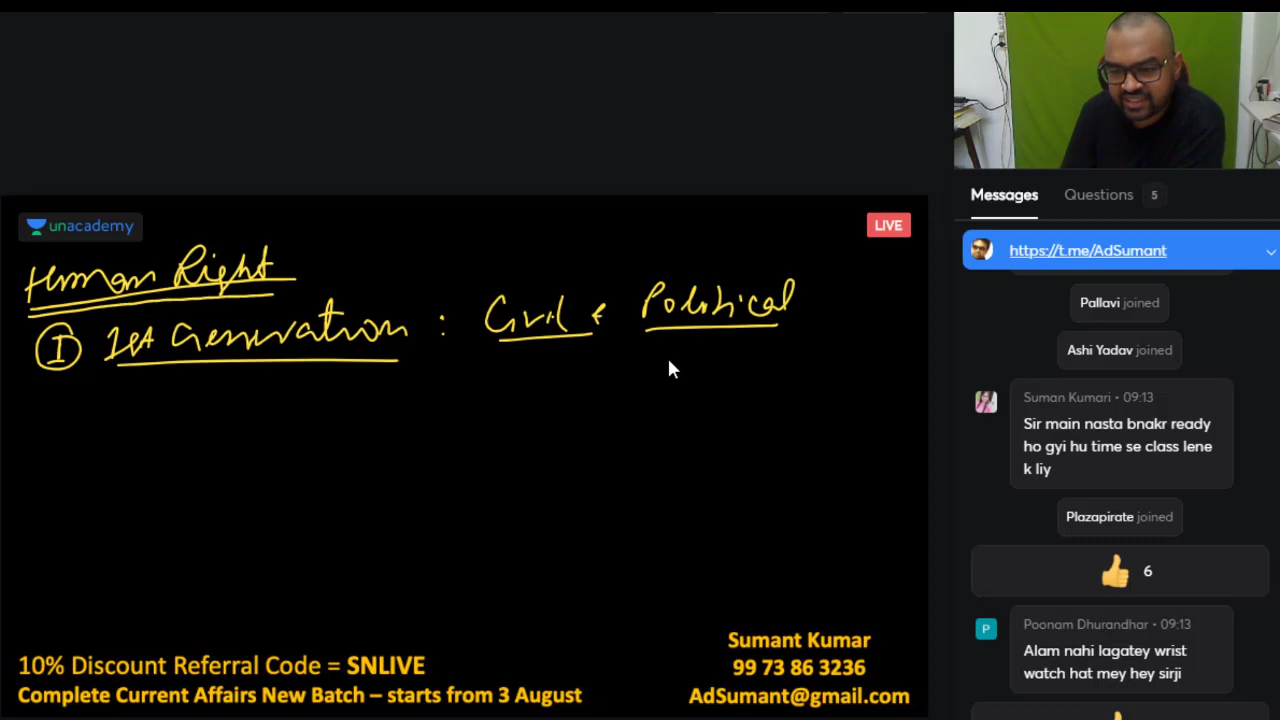 unacademy
LIVE
Human Right
I 1st Generation : Civil & Political
10% Discount Referral Code = SNLIVE
Complete Current Affairs New Batch – starts from 3 August
Sumant Kumar
99 73 86 3236
AdSumant@gmail.com
Messages Questions 5
https://t.me/AdSumant
Pallavi joined
Ashi Yadav joined
Suman Kumari • 09:13
Sir main nasta bnakr ready
ho gyi hu time se class lene
k liy
Plazapirate joined
👍 6
P
Poonam Dhurandhar • 09:13
Alam nahi lagatey wrist
watch hat mey hey sirji